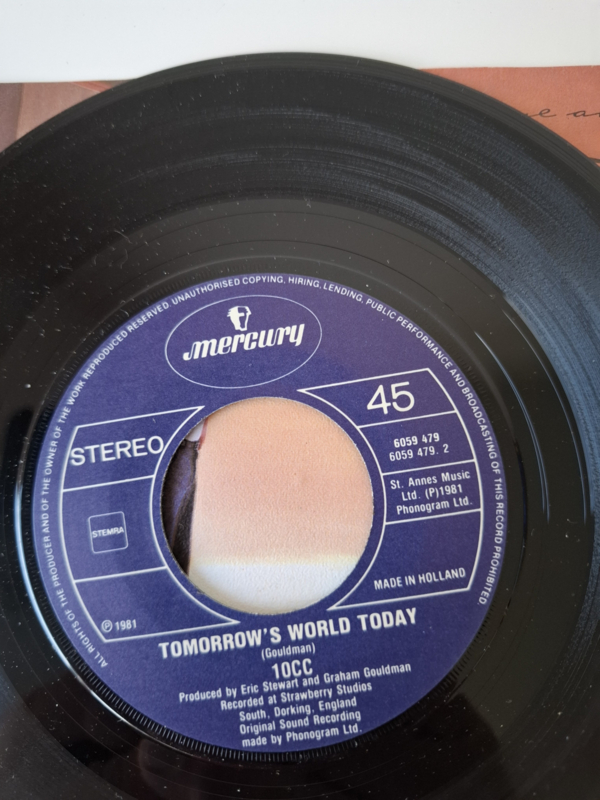 ALL RIGHTS OF THE PRODUCER AND OF THE OWNER OF THE WORK REPRODUCED RESERVED. UNAUTHORISED COPYING, HIRING, LENDING, PUBLIC PERFORMANCE AND BROADCASTING OF THIS RECORD PROHIBITED
mercury
STEREO
45
6059 479
6059 479. 2
STEMRA
St. Annes Music
Ltd. (P)1981
Phonogram Ltd.
℗ 1981
MADE IN HOLLAND
TOMORROW'S WORLD TODAY
(Gouldman)
10CC
Produced by Eric Stewart and Graham Gouldman
Recorded at Strawberry Studios
South, Dorking, England
Original Sound Recording
made by Phonogram Ltd.